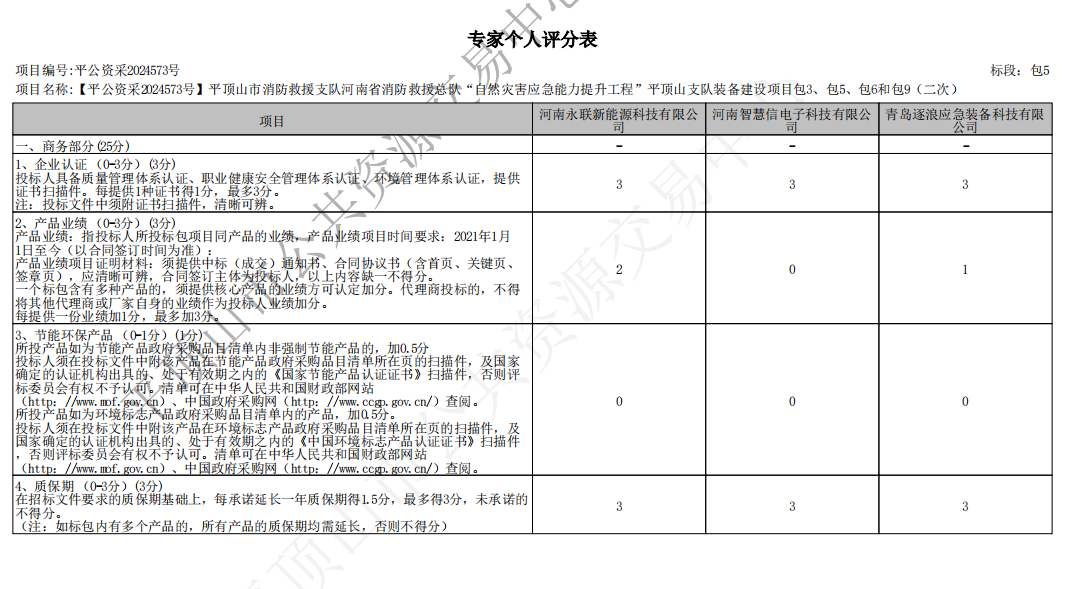 专家个人评分表
项目编号:平公资采2024573号
标段：包5
项目名称:【平公资采2024573号】平顶山市消防救援支队河南省消防救援总队“自然灾害应急能力提升工程”平顶山支队装备建设项目包3、包5、包6和包9（二次）
项目
河南永联新能源科技有限公
司
河南智慧信电子科技有限公
司
青岛逐浪应急装备科技有限
公司
一、商务部分(25分)
-
-
-
1、企业认证（0-3分）(3分)
投标人具备质量管理体系认证、职业健康安全管理体系认证、环境管理体系认证，提供
证书扫描件。每提供1种证书得1分，最多3分。
注：投标文件中须附证书扫描件，清晰可辨。
3
3
3
2、产品业绩（0-3分）(3分)
产品业绩：指投标人所投标包项目同产品的业绩，产品业绩项目时间要求：2021年1月
1日至今（以合同签订时间为准）；
产品业绩项目证明材料：须提供中标（成交）通知书、合同协议书（含首页、关键页、
签章页），应清晰可辨，合同签订主体为投标人，以上内容缺一不得分。
一个标包含有多种产品的，须提供核心产品的业绩方可认定加分。代理商投标的，不得
将其他代理商或厂家自身的业绩作为投标人业绩加分。
每提供一份业绩加1分，最多加3分。
2
0
1
3、节能环保产品（0-1分）(1分)
所投产品如为节能产品政府采购品目清单内非强制节能产品的，加0.5分
投标人须在投标文件中附该产品在节能产品政府采购品目清单所在页的扫描件，及国家
确定的认证机构出具的、处于有效期之内的《国家节能产品认证证书》扫描件，否则评
标委员会有权不予认可。清单可在中华人民共和国财政部网站
（http：//www.mof.gov.cn）、中国政府采购网（http：//www.ccgp.gov.cn/）查阅。
所投产品如为环境标志产品政府采购品目清单内的产品，加0.5分。
投标人须在投标文件中附该产品在环境标志产品政府采购品目清单所在页的扫描件，及
国家确定的认证机构出具的、处于有效期之内的《中国环境标志产品认证证书》扫描件
，否则评标委员会有权不予认可。清单可在中华人民共和国财政部网站
（http：//www.mof.gov.cn）、中国政府采购网（http：//www.ccgp.gov.cn/）查阅。
0
0
0
4、质保期（0-3分）(3分)
在招标文件要求的质保期基础上，每承诺延长一年质保期得1.5分，最多得3分，未承诺的
不得分。
（注：如标包内有多个产品的，所有产品的质保期均需延长，否则不得分）
3
3
3
平顶山市公共资源交易中心
平顶山市公共资源交易中心